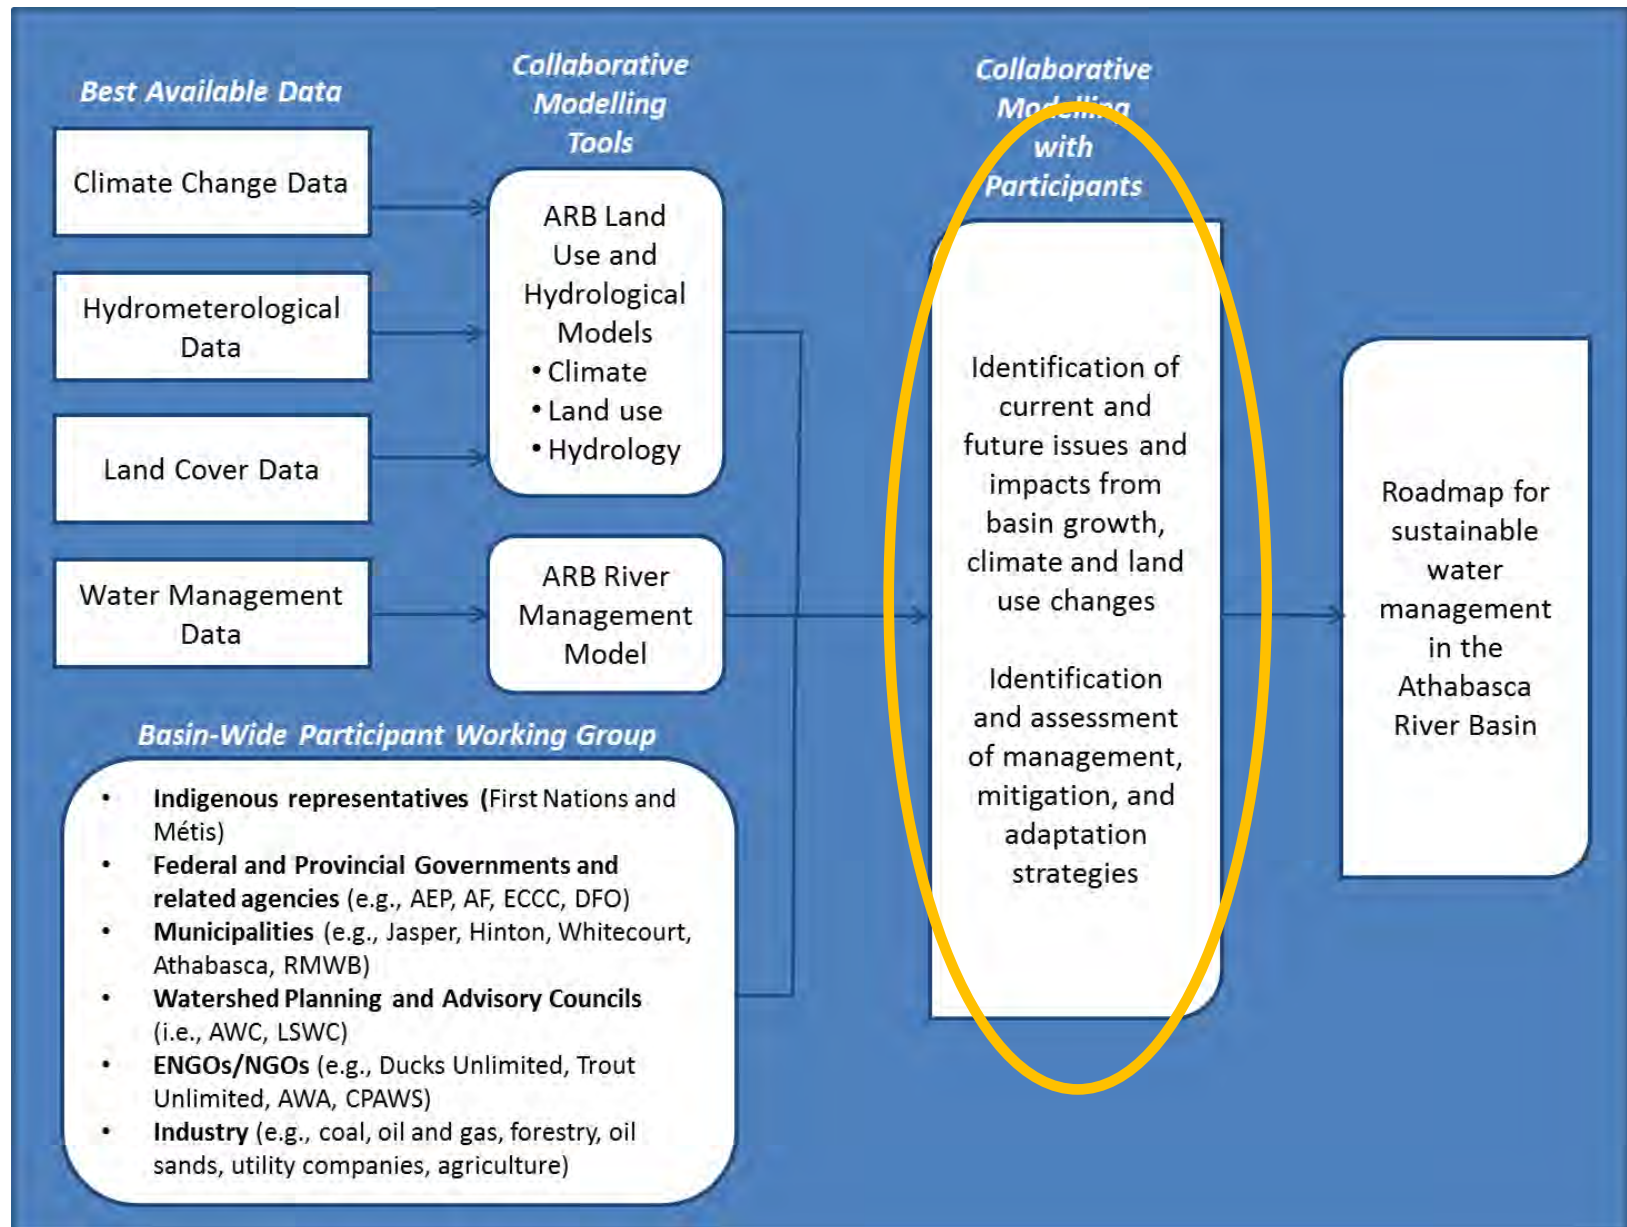 Best Available Data
Climate Change Data
Hydrometerological
Data
Land Cover Data
Water Management
Data
Collaborative
Modelling
Tools
ARB Land
Use and
Hydrological
Models
• Climate
• Land use
• Hydrology
ARB River
Management
Model
Basin-Wide Participant Working Group
• Indigenous representatives (First Nations and
Métis)
• Federal and Provincial Governments and
related agencies (e.g., AEP, AF, ECCC, DFO)
• Municipalities (e.g., Jasper, Hinton, Whitecourt,
Athabasca, RMWB)
• Watershed Planning and Advisory Councils
(i.e., AWC, LSWC)
• ENGOs/NGOs (e.g., Ducks Unlimited, Trout
Unlimited, AWA, CPAWS)
• Industry (e.g., coal, oil and gas, forestry, oil
sands, utility companies, agriculture)
Collaborative
Modelling
with
Participants
Identification of
current and
future issues and
impacts from
basin growth,
climate and land
use changes
Identification
and assessment
of management,
mitigation, and
adaptation
strategies
Roadmap for
sustainable
water
management
in the
Athabasca
River Basin